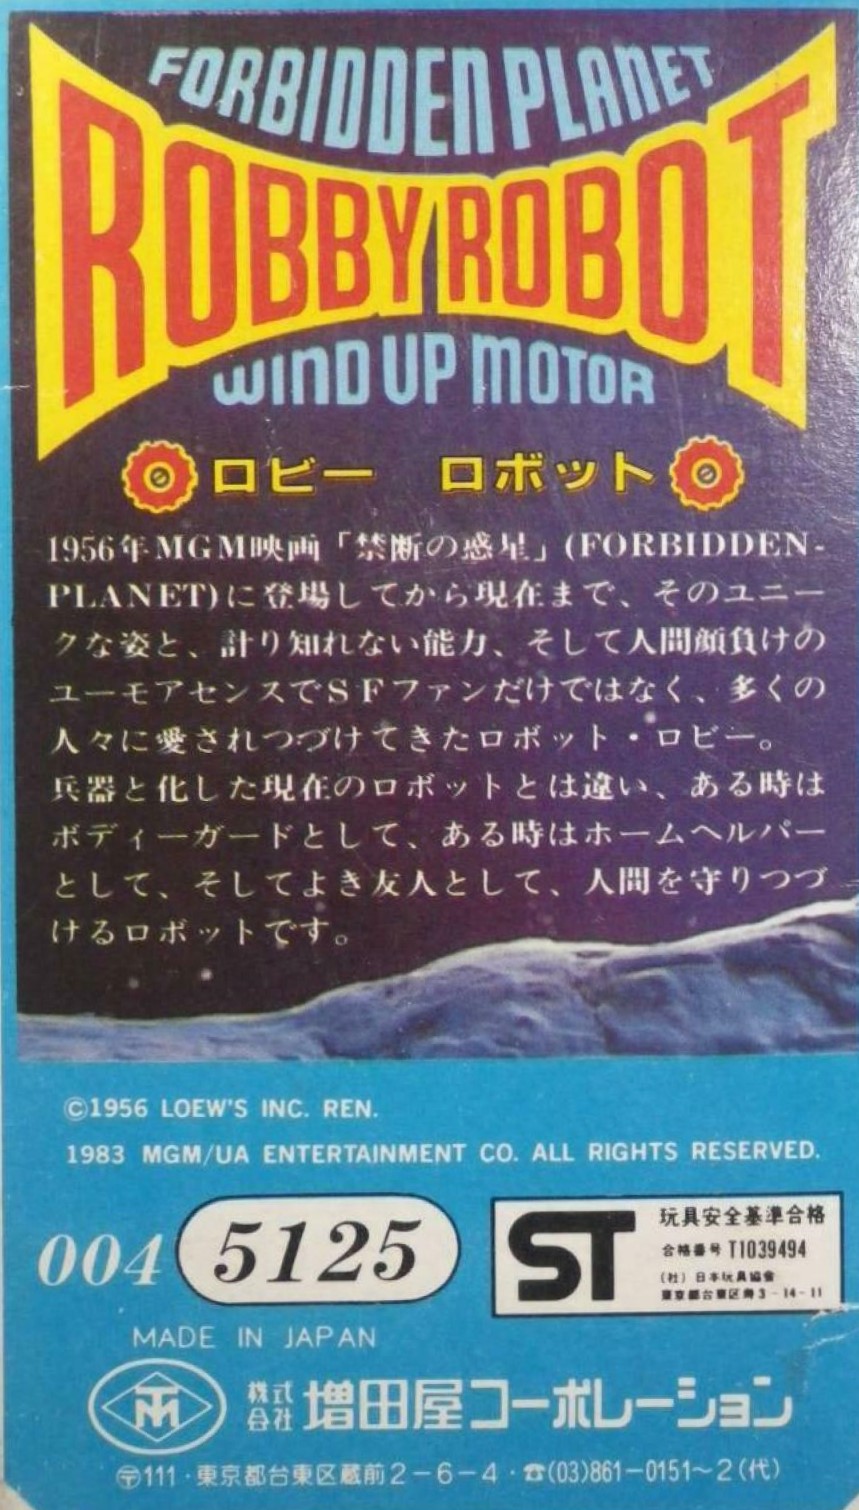 FORBIDDEN PLANET
ROBBY ROBOT
WIND UP MOTOR
ロビー ロボット
1956年MGM映画「禁断の惑星」(FORBIDDEN-
PLANET)に登場してから現在まで、そのユニー
クな姿と、計り知れない能力、そして人間顔負けの
ユーモアセンスでSFファンだけではなく、多くの
人々に愛されつづけてきたロボット・ロビー。
兵器と化した現在のロボットとは違い、ある時は
ボディーガードとして、ある時はホームヘルパー
として、そしてよき友人として、人間を守りつづ
けるロボットです。
©1956 LOEW'S INC. REN.
1983 MGM/UA ENTERTAINMENT CO. ALL RIGHTS RESERVED.
004 5125
ST
玩具安全基準合格
合格番号 T1039494
(社) 日本玩具協会
東京都台東区寿3-14-11
MADE IN JAPAN
TM
株式会社 増田屋コーポレーション
〒111・東京都台東区蔵前2-6-4・☎(03)861-0151~2(代)